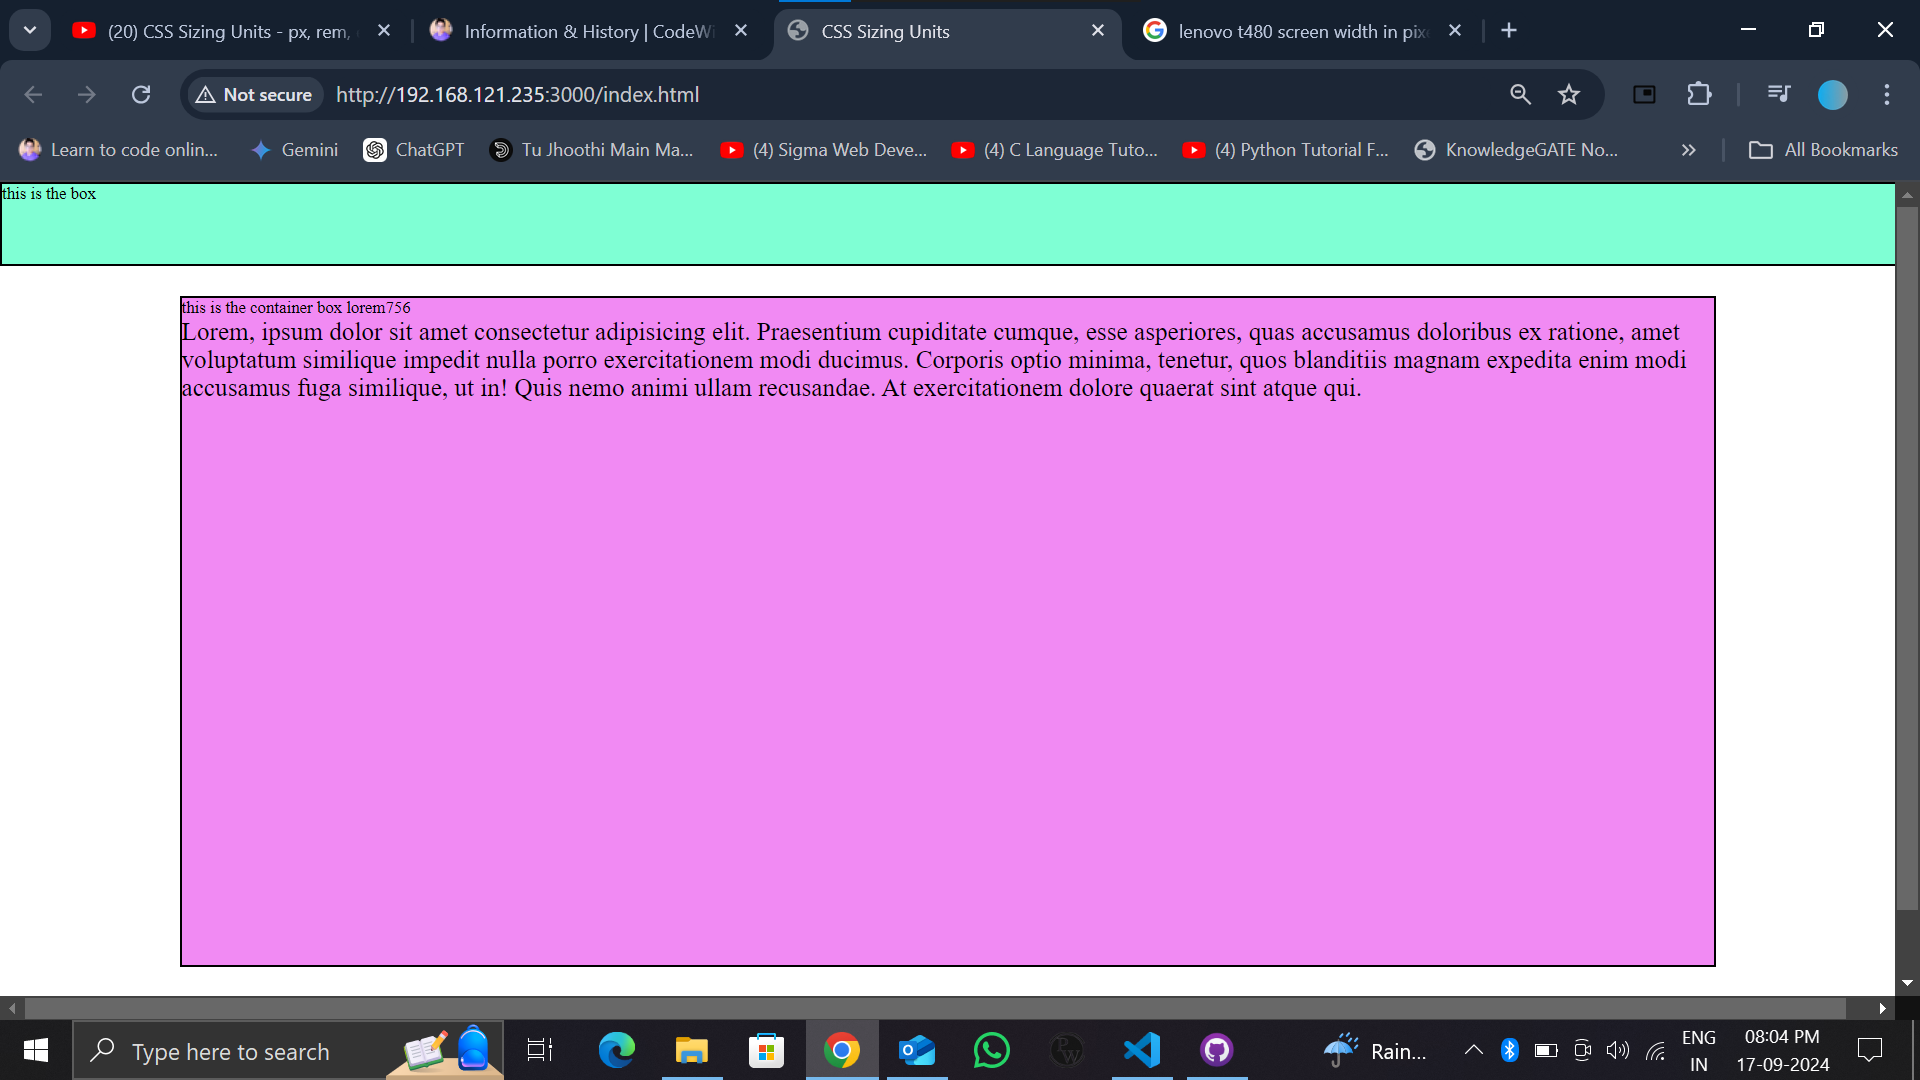 (20) CSS Sizing Units - px, rem,
Information & History | CodeWi
CSS Sizing Units
lenovo t480 screen width in pix
Not secure
http://192.168.121.235:3000/index.html
Learn to code onlin...
Gemini
ChatGPT
Tu Jhoothi Main Ma...
(4) Sigma Web Deve...
(4) C Language Tuto...
(4) Python Tutorial F...
KnowledgeGATE No...
All Bookmarks
this is the box
this is the container box lorem756
Lorem, ipsum dolor sit amet consectetur adipisicing elit. Praesentium cupiditate cumque, esse asperiores, quas accusamus doloribus ex ratione, amet
voluptatum similique impedit nulla porro exercitationem modi ducimus. Corporis optio minima, tenetur, quos blanditiis magnam expedita enim modi
accusamus fuga similique, ut in! Quis nemo animi ullam recusandae. At exercitationem dolore quaerat sint atque qui.
Type here to search
Rain...
ENG
IN
08:04 PM
17-09-2024